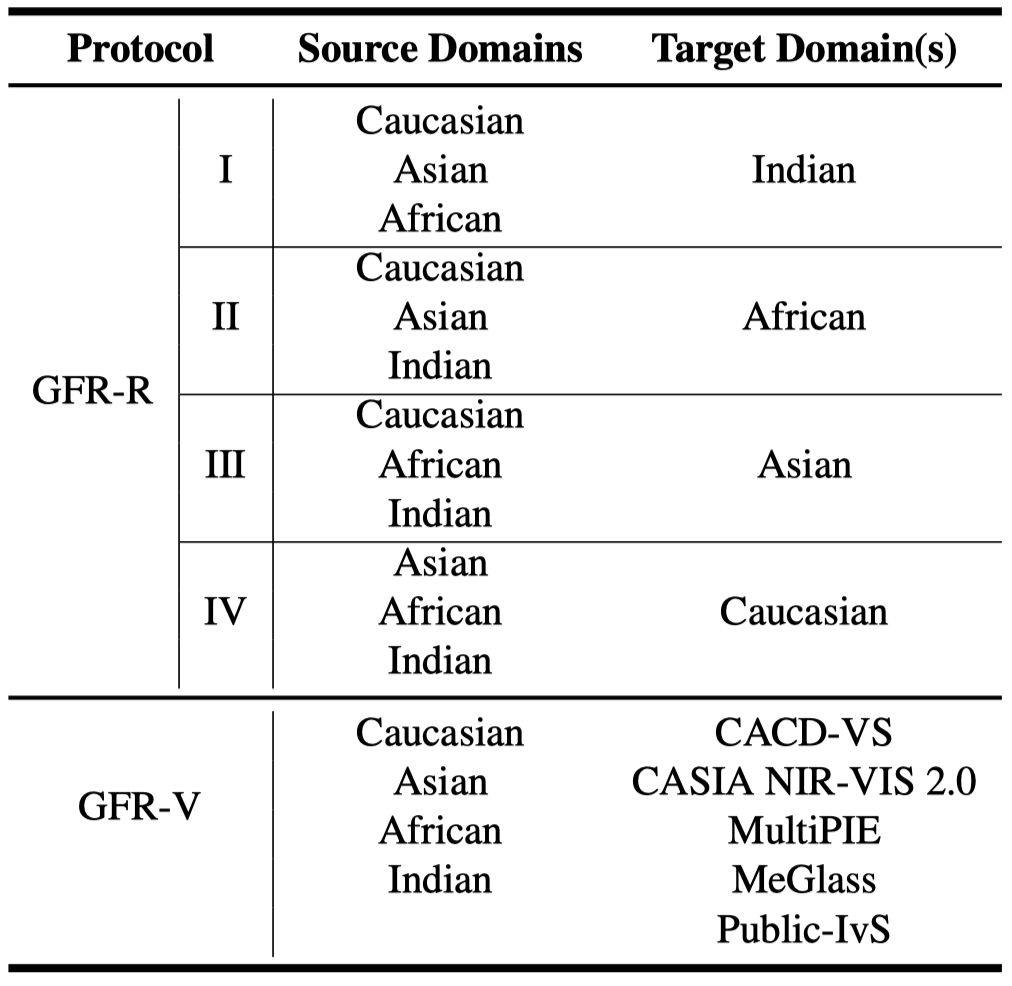 Protocol Source Domains Target Domain(s)
Caucasian
I Asian Indian
African
Caucasian
II Asian African
Indian
GFR-R
Caucasian
III African Asian
Indian
Asian
IV African Caucasian
Indian
Caucasian CACD-VS
Asian CASIA NIR-VIS 2.0
GFR-V
African MultiPIE
Indian MeGlass
Public-IvS